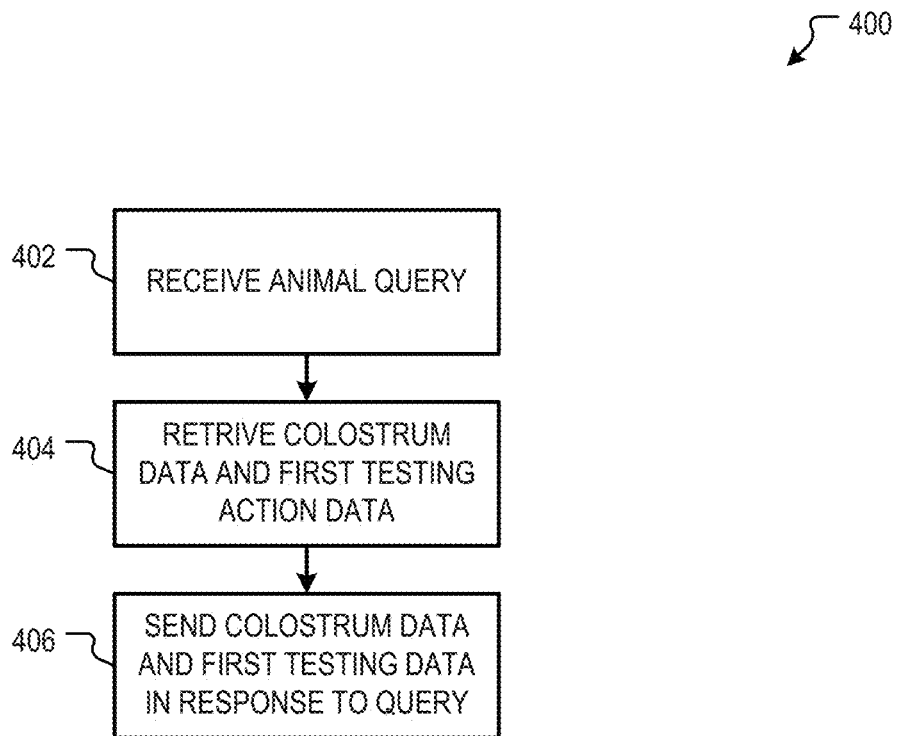 400
402
RECEIVE ANIMAL QUERY
404
RETRIVE COLOSTRUM
DATA AND FIRST TESTING
ACTION DATA
406
SEND COLOSTRUM DATA
AND FIRST TESTING DATA
IN RESPONSE TO QUERY